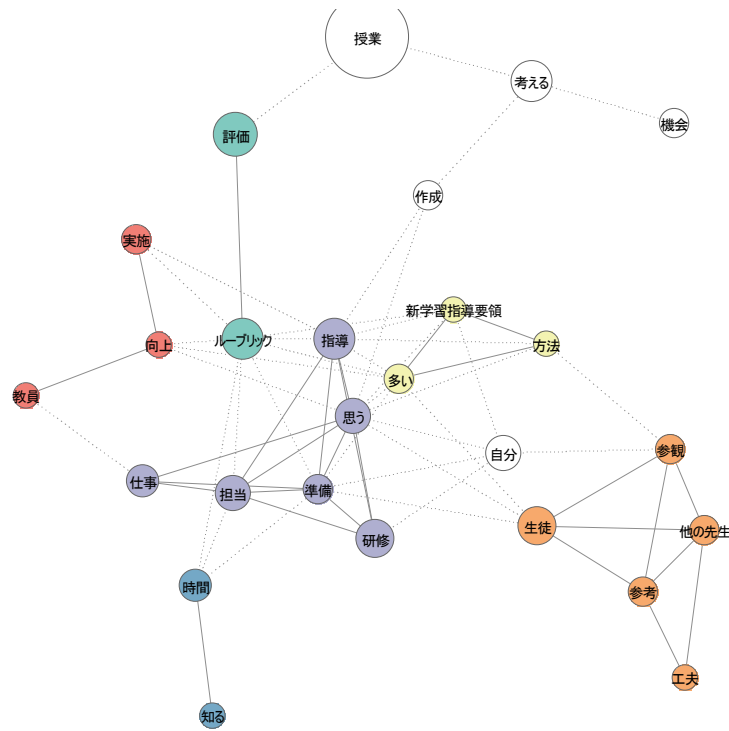 授業
考える
機会
評価
作成
実施
新学習指導要領
向上
ルーブリック
指導
方法
多い
教員
思う
自分
参観
仕事
担当
準備
生徒
他の先生
研修
時間
参考
工夫
知る